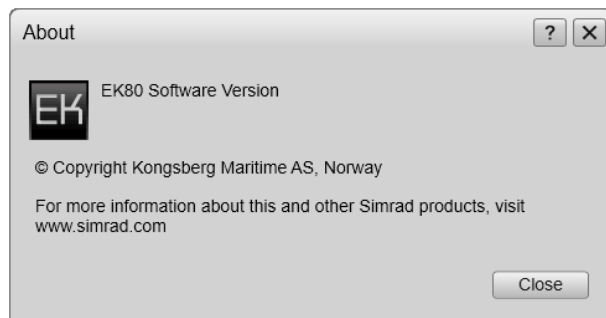 About
?
EK
EK80 Software Version
© Copyright Kongsberg Maritime AS, Norway
For more information about this and other Simrad products, visit
www.simrad.com
Close